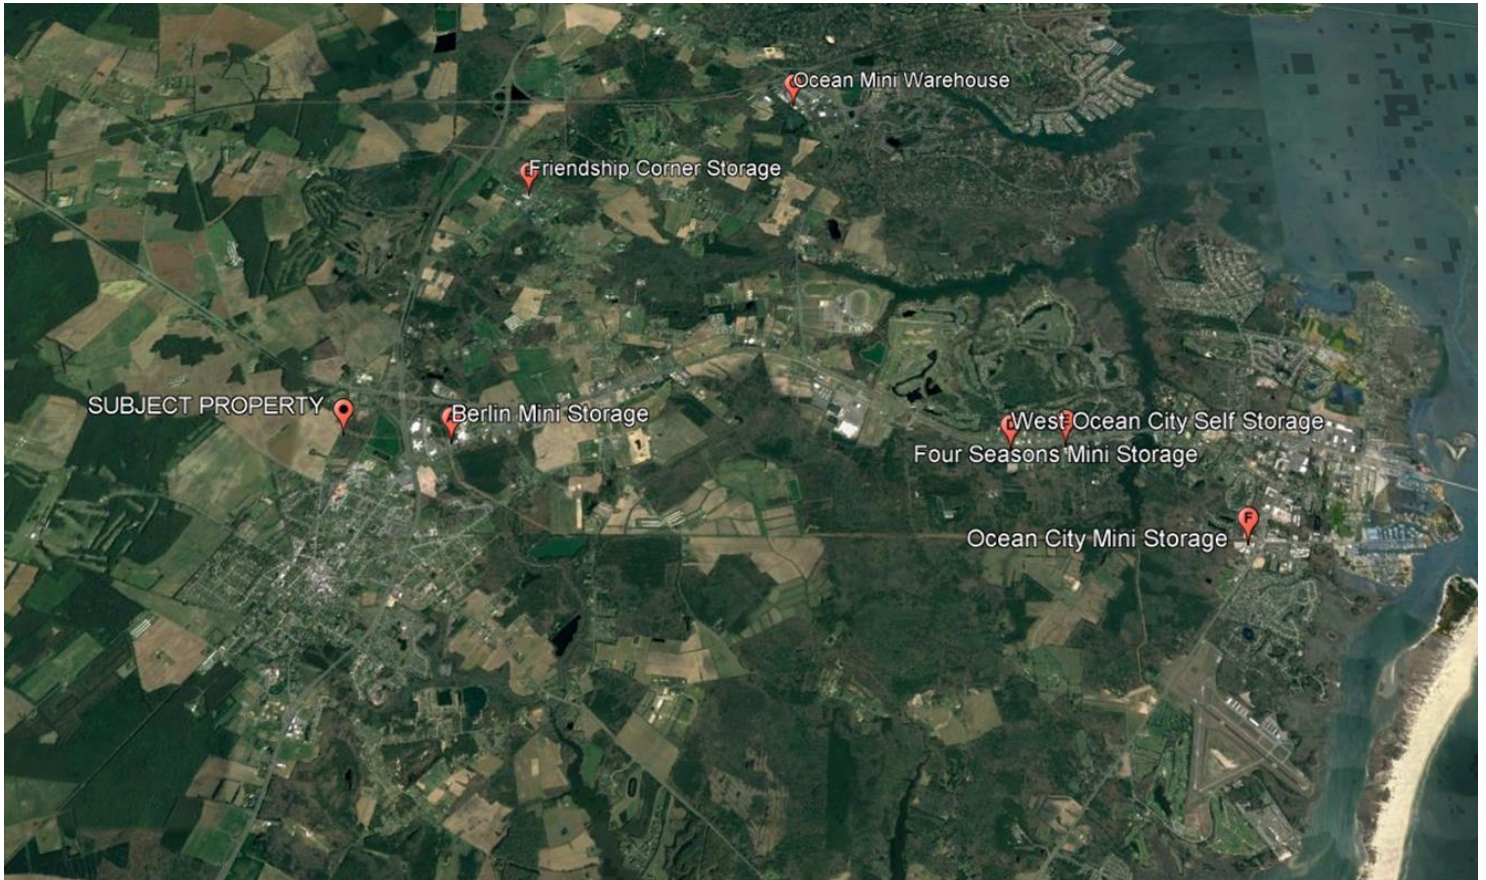 Ocean Mini Warehouse
Friendship Corner Storage
SUBJECT PROPERTY
Berlin Mini Storage
West Ocean City Self Storage
Four Seasons Mini Storage
F
Ocean City Mini Storage